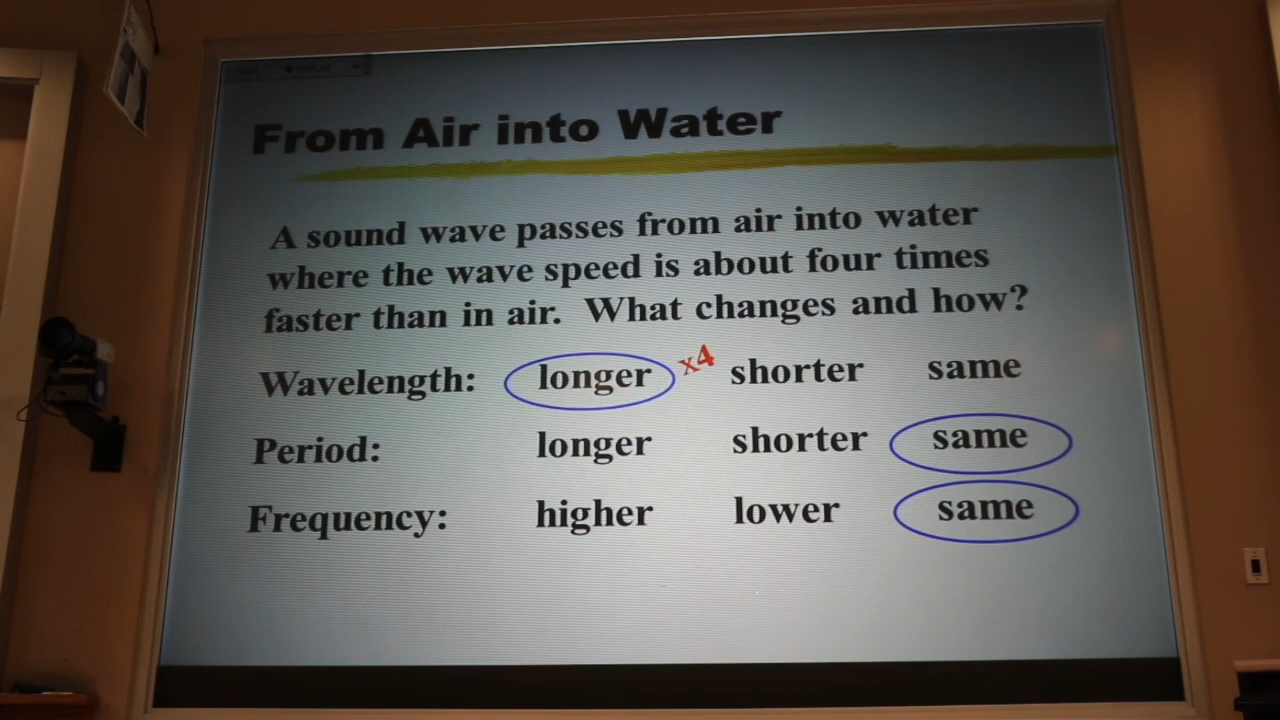 From Air into Water
A sound wave passes from air into water
where the wave speed is about four times
faster than in air. What changes and how?
Wavelength: longer x4 shorter same
Period: longer shorter same
Frequency: higher lower same